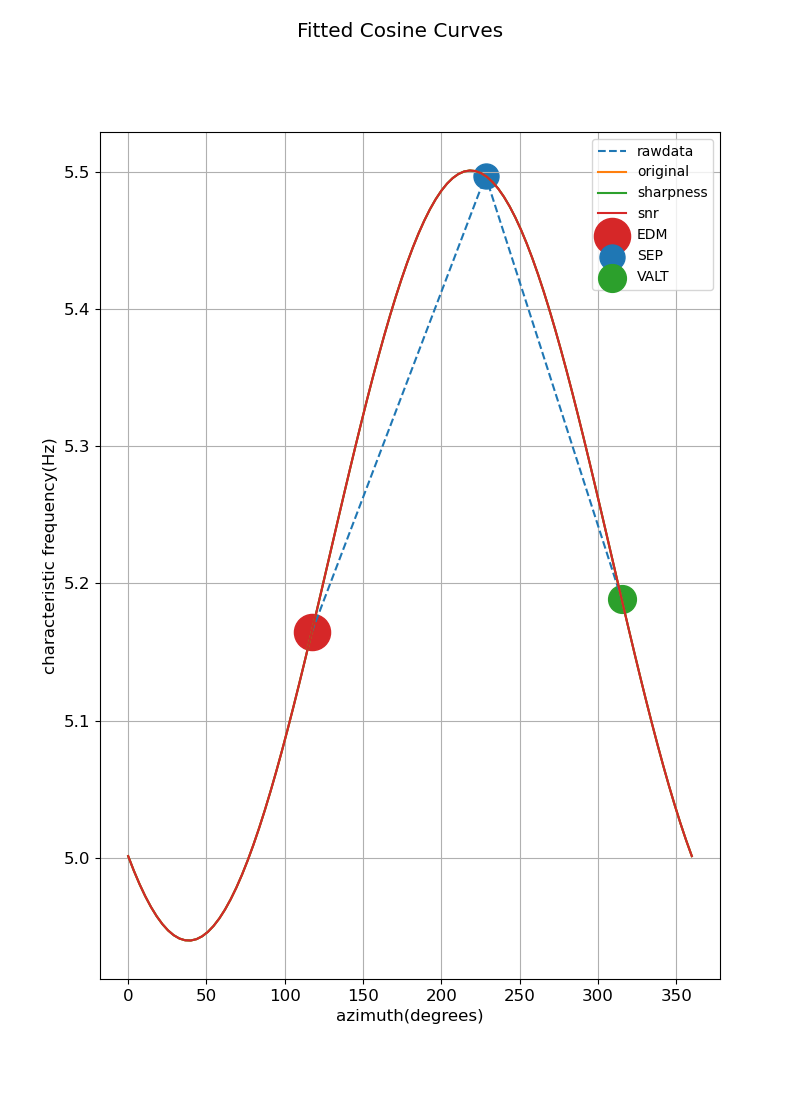 Fitted Cosine Curves
rawdata
original
sharpness
snr
EDM
SEP
VALT
5.5
5.4
5.3
5.2
5.1
5.0
characteristic frequency(Hz)
0 50 100 150 200 250 300 350
azimuth(degrees)